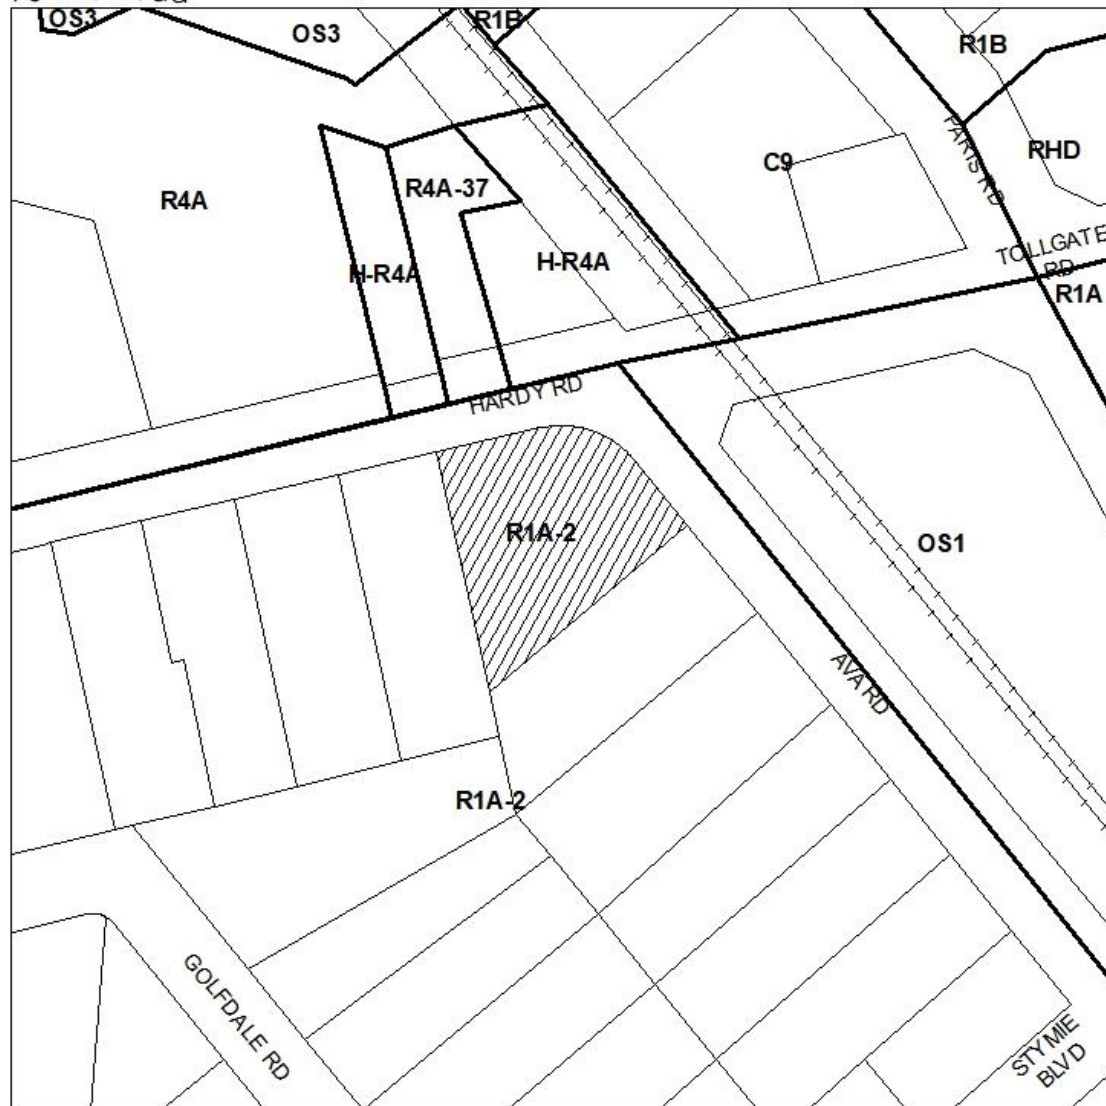 OS3
OS3
R1B
R1B
PARIS RD
RHD
C9
R4A
R4A-37
H-R4A
H-R4A
TOLLGATE
RD
R1A
HARDY RD
R1A-2
OS1
AVA RD
R1A-2
GOLFDALE RD
STYMIE
BLVD